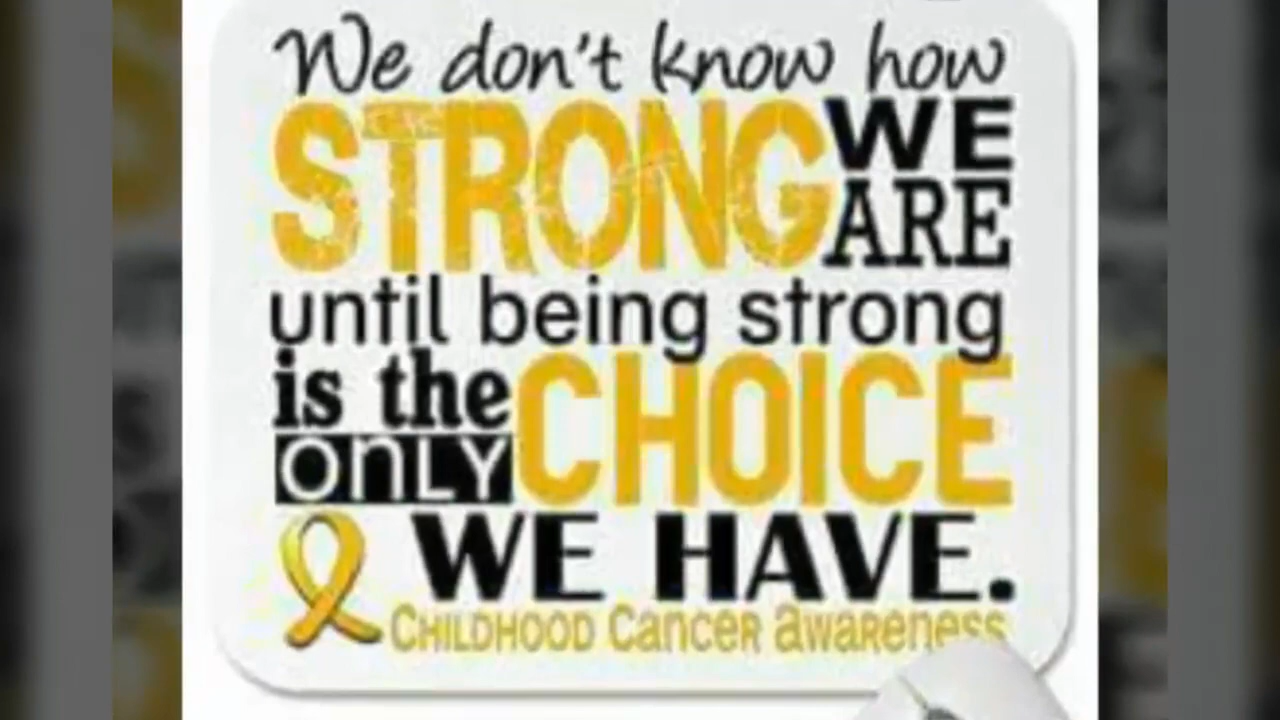 We don't know how
STRONG WE ARE
until being strong
is the ONLY CHOICE
WE HAVE.
CHILDHOOD Cancer Awareness